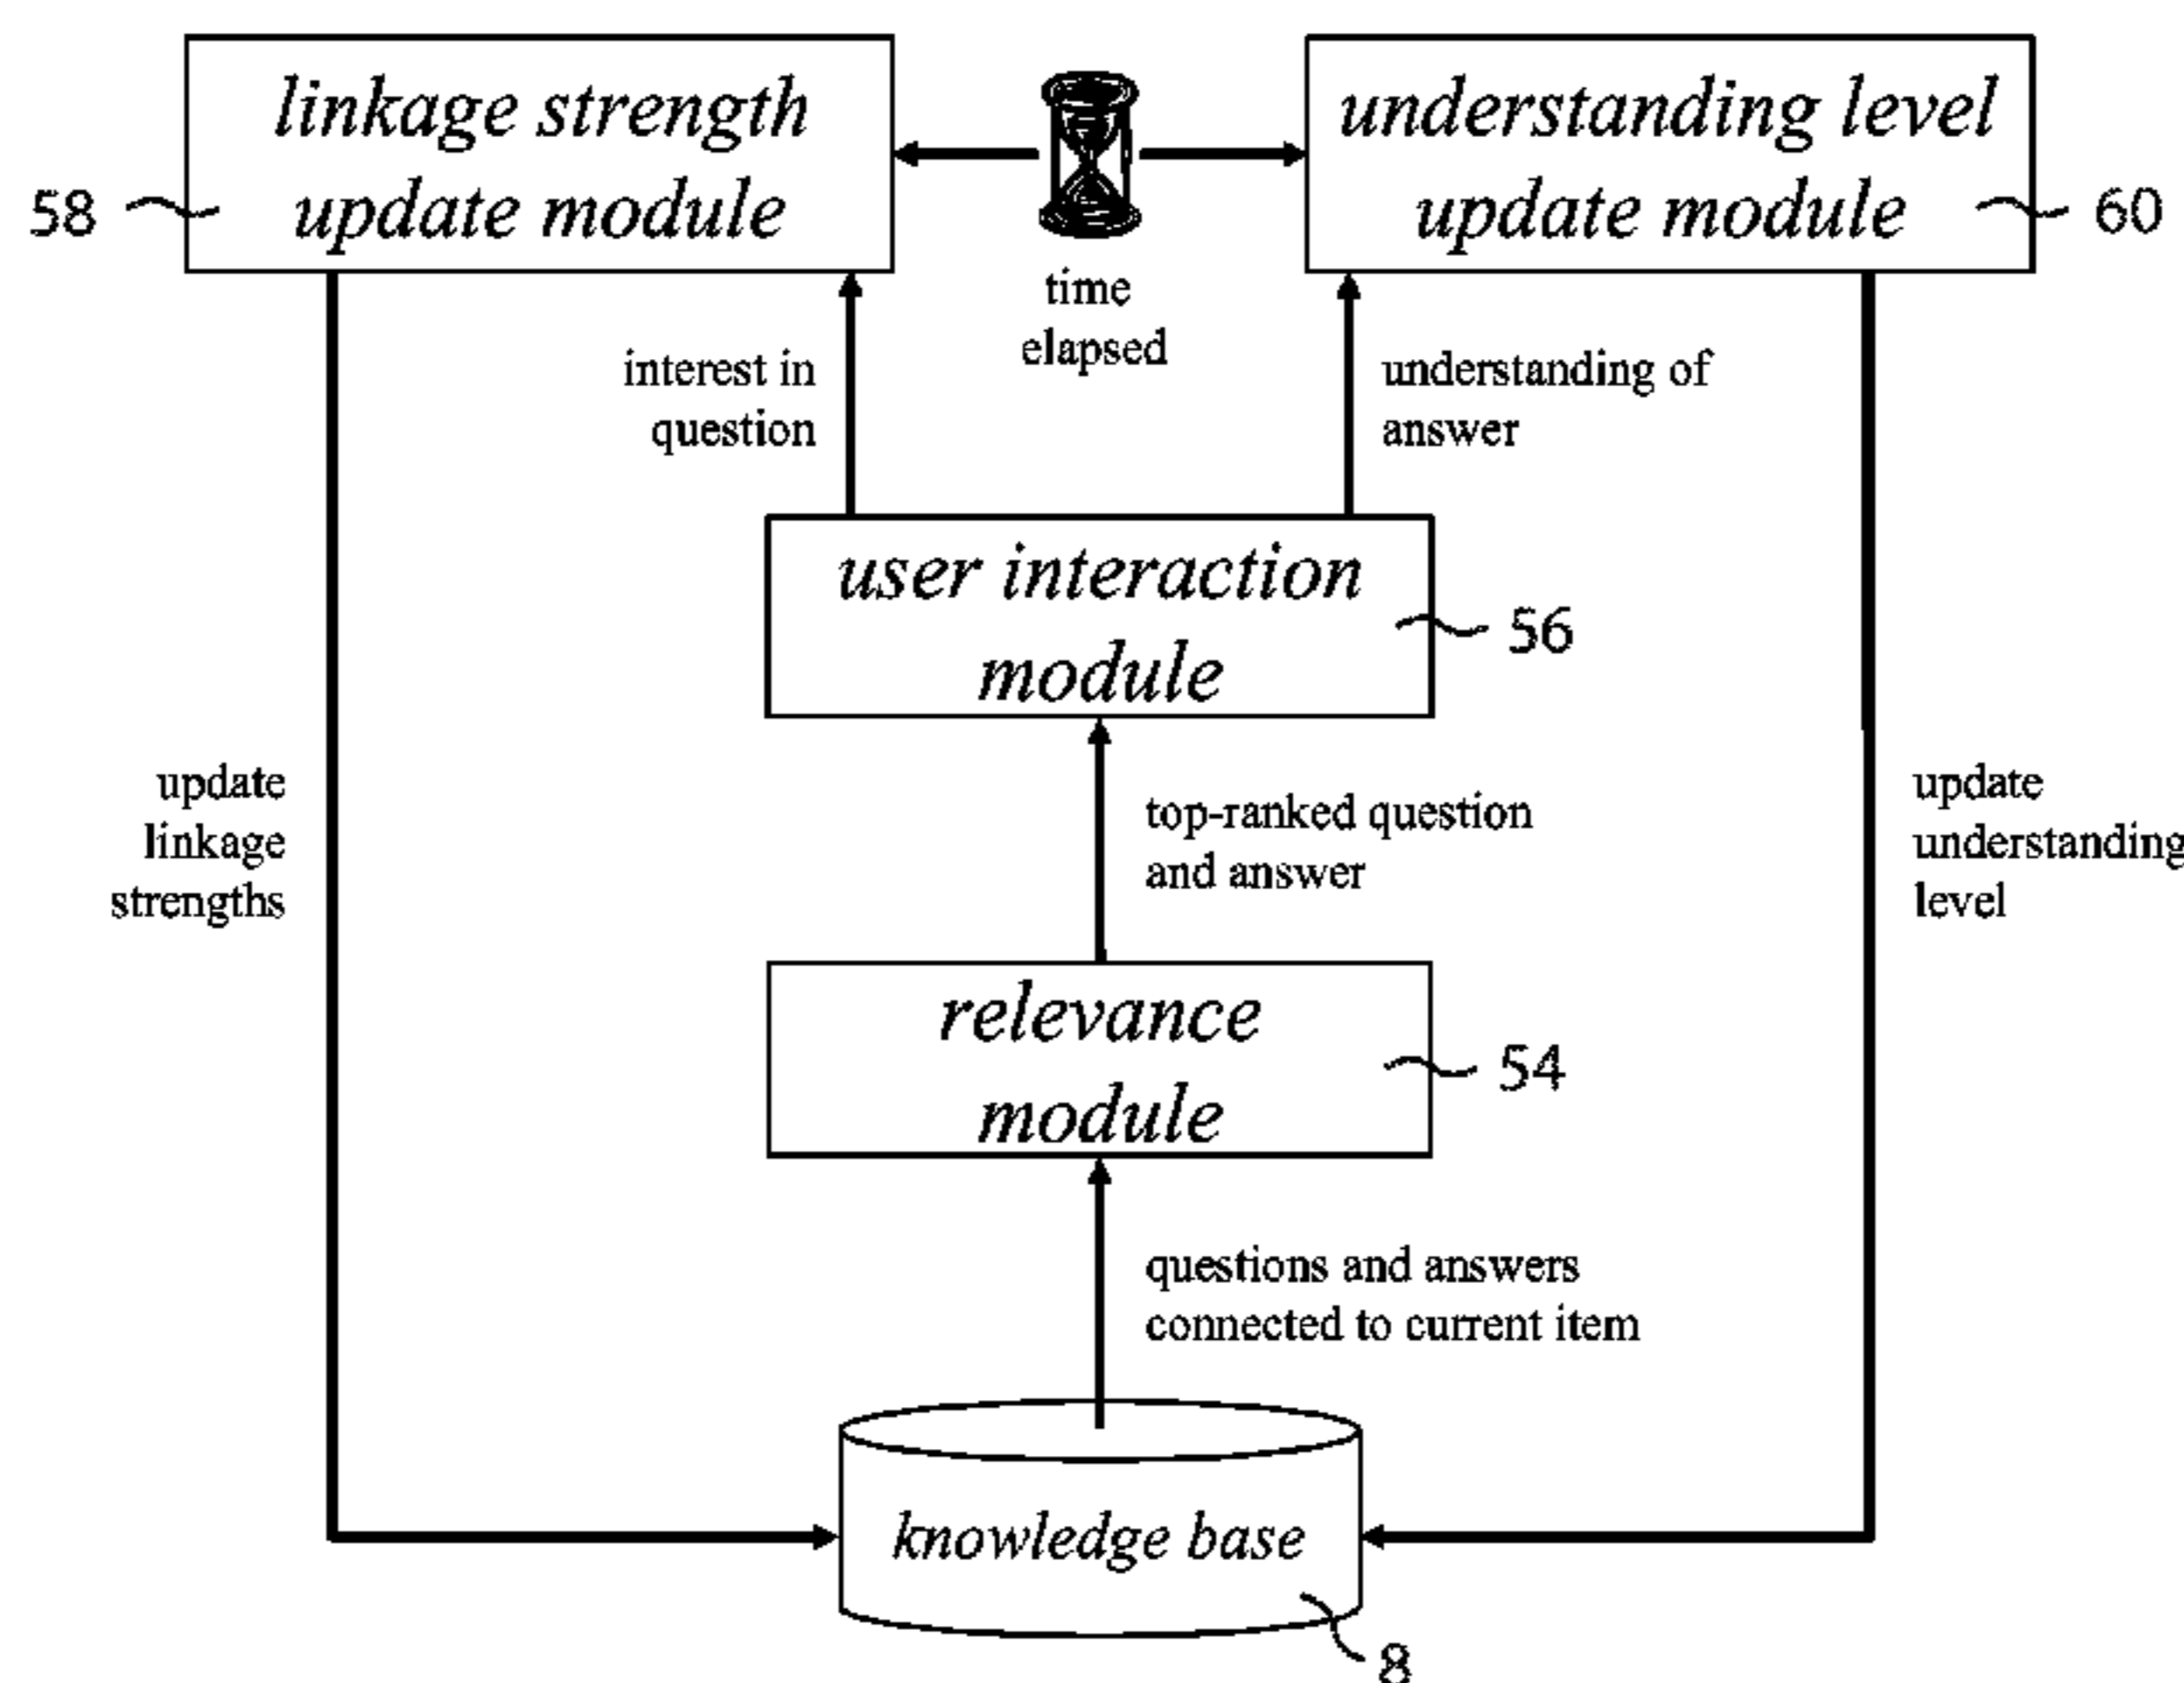 linkage strength
update module
58
time
elapsed
understanding level
update module
60
interest in
question
understanding of
answer
user interaction
module
56
update
linkage
strengths
top-ranked question
and answer
update
understanding
level
relevance
module
54
questions and answers
connected to current item
knowledge base
8